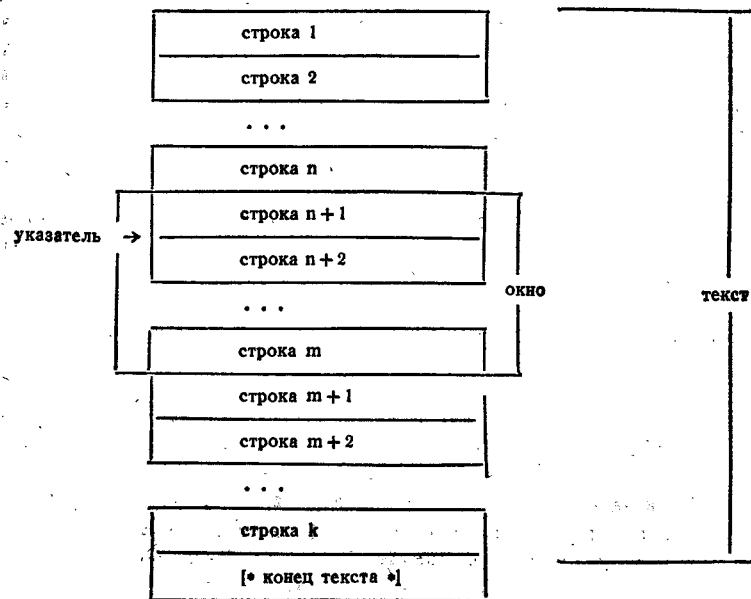 строка 1
строка 2
. . .
строка n
строка n+1
указатель →
строка n+2
окно
текст
. . .
строка m
строка m+1
строка m+2
. . .
строка k
[* конец текста *]